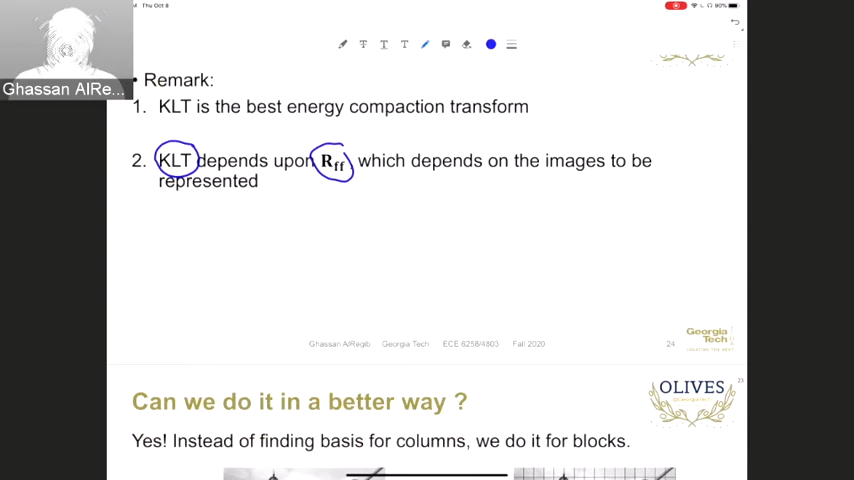 Thu Oct 8
90%
Ghassan AlRe...
• Remark:
1. KLT is the best energy compaction transform
2. KLT depends upon Rff, which depends on the images to be
represented
Ghassan AlRegib Georgia Tech ECE 6258/4803 Fall 2020
24
Georgia
Tech
23
OLIVES
Can we do it in a better way ?
Yes! Instead of finding basis for columns, we do it for blocks.